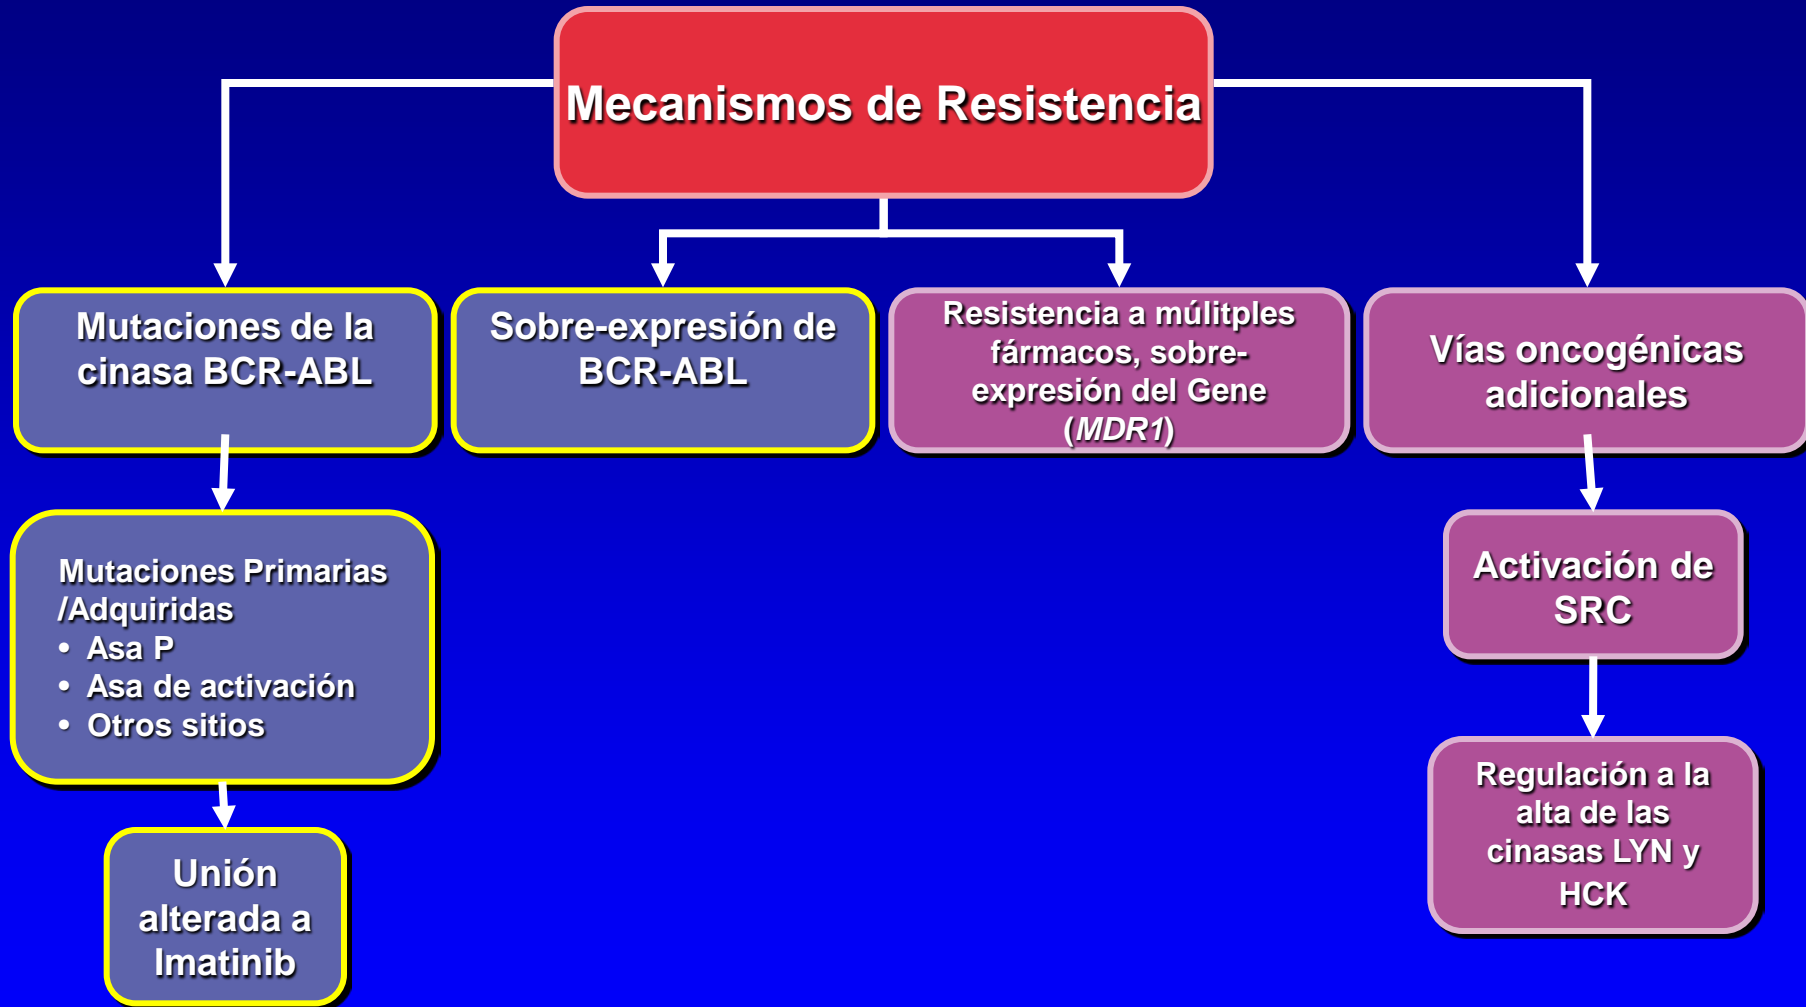 Mecanismos de Resistencia
Mutaciones de la
cinasa BCR-ABL
Sobre-expresión de
BCR-ABL
Resistencia a múlitples
fármacos, sobre-
expresión del Gene
(MDR1)
Vías oncogénicas
adicionales
Mutaciones Primarias
/Adquiridas
• Asa P
• Asa de activación
• Otros sitios
Unión
alterada a
Imatinib
Activación de
SRC
Regulación a la
alta de las
cinasas LYN y
HCK